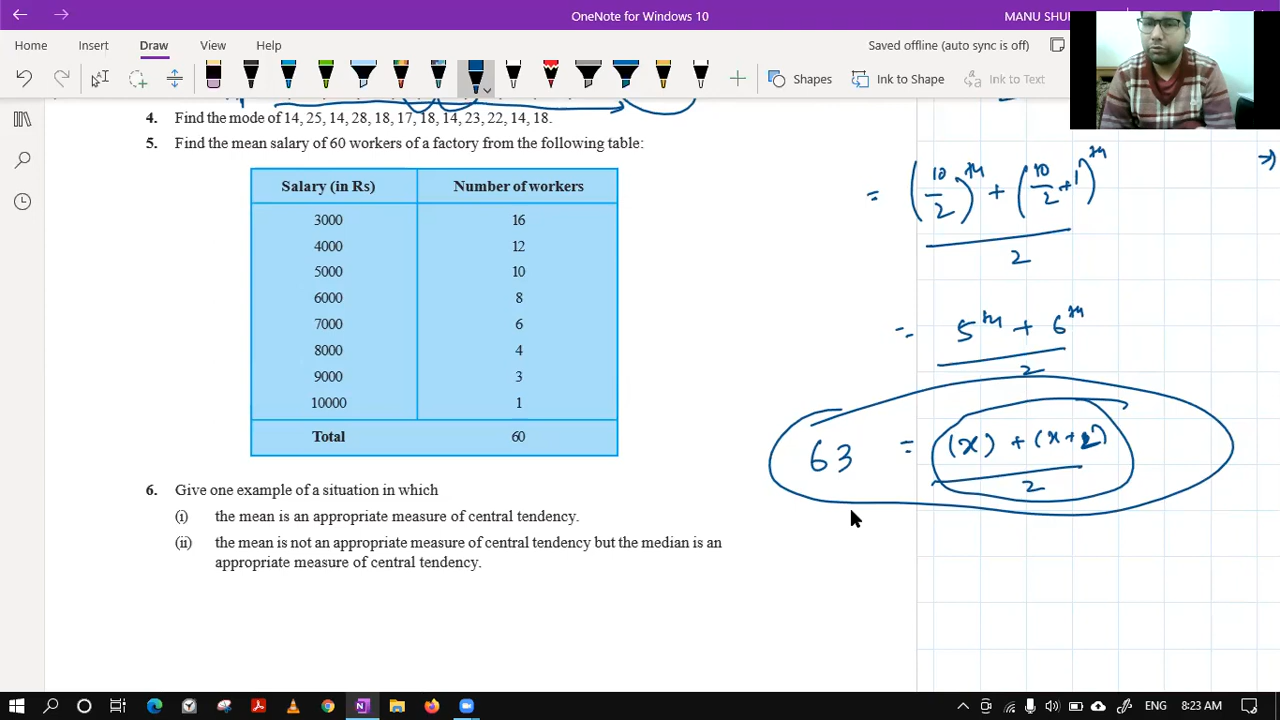 OneNote for Windows 10
MANU SHU
Home Insert Draw View Help
Saved offline (auto sync is off)
Shapes Ink to Shape Ink to Text
4. Find the mode of 14, 25, 14, 28, 18, 17, 18, 14, 23, 22, 14, 18.
5. Find the mean salary of 60 workers of a factory from the following table:
Salary (in Rs) Number of workers
3000 16
4000 12
5000 10
6000 8
7000 6
8000 4
9000 3
10000 1
Total 60
6. Give one example of a situation in which
(i) the mean is an appropriate measure of central tendency.
(ii) the mean is not an appropriate measure of central tendency but the median is an
appropriate measure of central tendency.
= (10/2)th + (10/2 + 1)th
2
= 5th + 6th
2
63 = (x) + (x+2)
2
ENG 8:23 AM